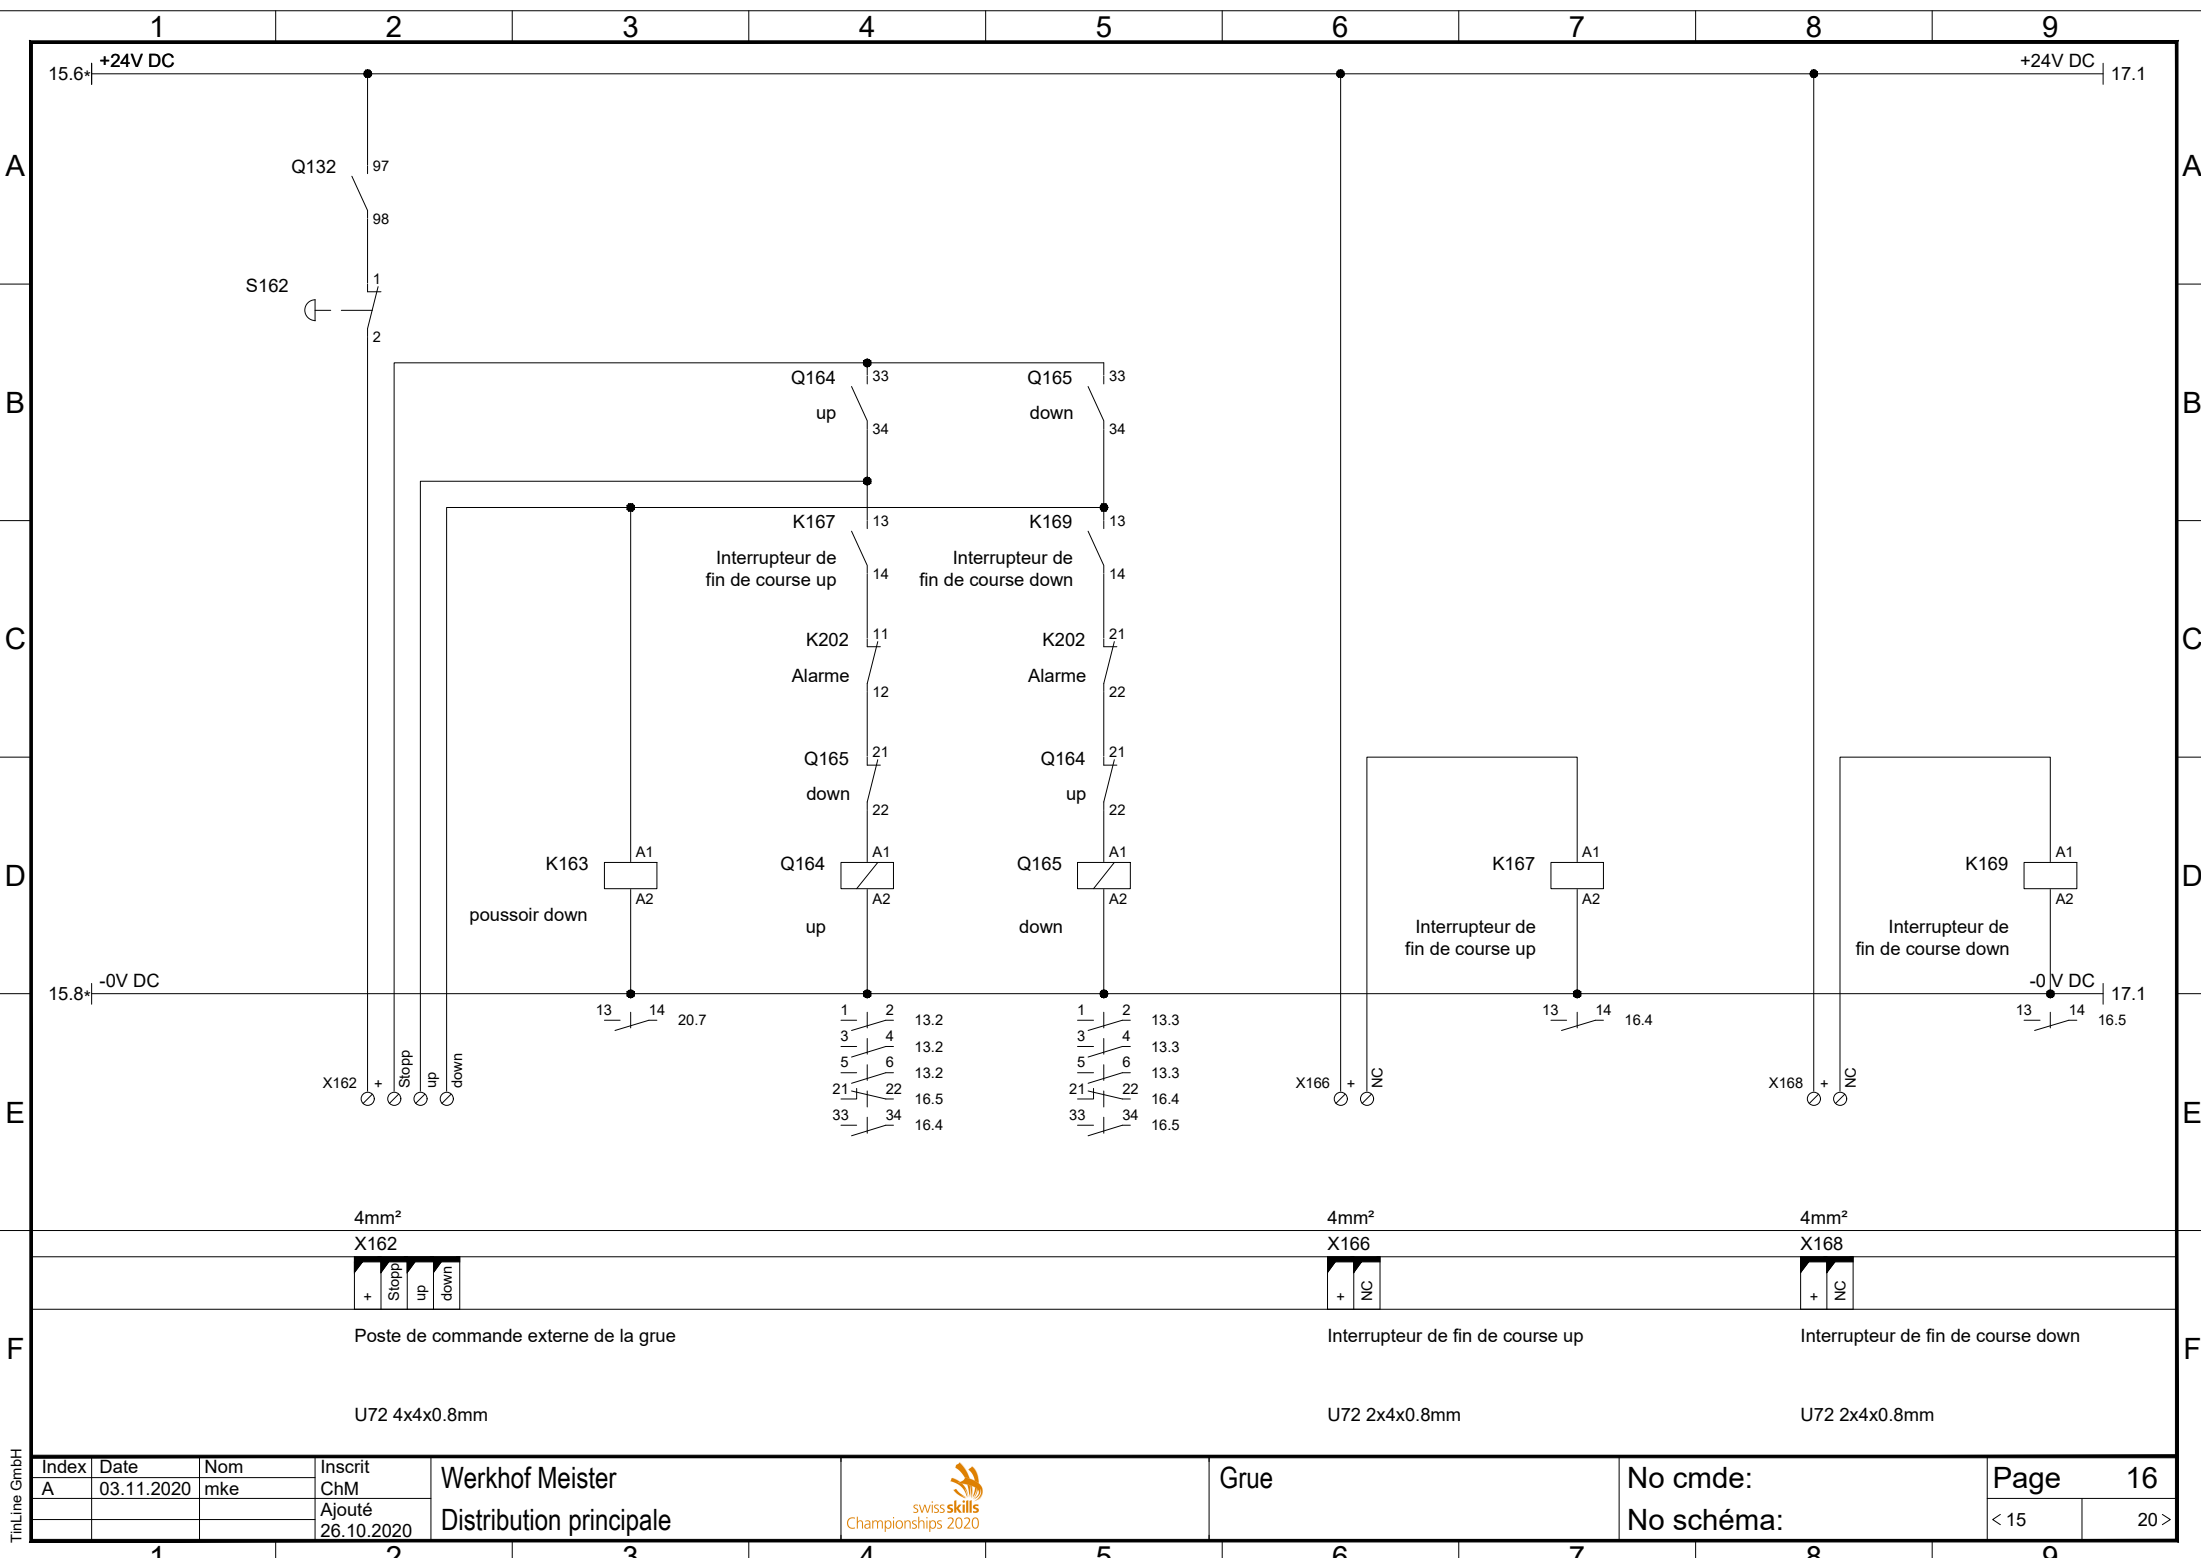 1 2 3 4 5 6 7 8 9
15.6* +24V DC +24V DC 17.1
A A
Q132 97
98
S162 1
2
B B
Q164 33 Q165 33
up down
34 34
K167 13 K169 13
Interrupteur de Interrupteur de
fin de course up 14 fin de course down 14
C C
K202 11 K202 21
Alarme Alarme
12 22
Q165 21 Q164 21
down up
22 22
D D
K163 A1 Q164 A1 Q165 A1 K167 A1 K169 A1
A2 A2 A2 A2 A2
poussoir down up down Interrupteur de Interrupteur de
fin de course up fin de course down
15.8* -0V DC -0 V DC 17.1
13 14 20.7 1 2 13.2 1 2 13.3 13 14 16.4 13 14 16.5
3 4 13.2 3 4 13.3
5 6 13.2 5 6 13.3
21 22 16.5 21 22 16.4
33 34 16.4 33 34 16.5
X162 + Stopp up down X166 + NC X168 + NC
E E
4mm² 4mm² 4mm²
X162 X166 X168
+ Stopp up down + NC + NC
Poste de commande externe de la grue Interrupteur de fin de course up Interrupteur de fin de course down
F F
U72 4x4x0.8mm U72 2x4x0.8mm U72 2x4x0.8mm
TinLine GmbH
Index Date Nom Inscrit
A 03.11.2020 mke ChM
Ajouté
26.10.2020
Werkhof Meister
Distribution principale
swissskills
Championships 2020
Grue
No cmde:
No schéma:
Page 16
< 15 20 >
1 2 3 4 5 6 7 8 9